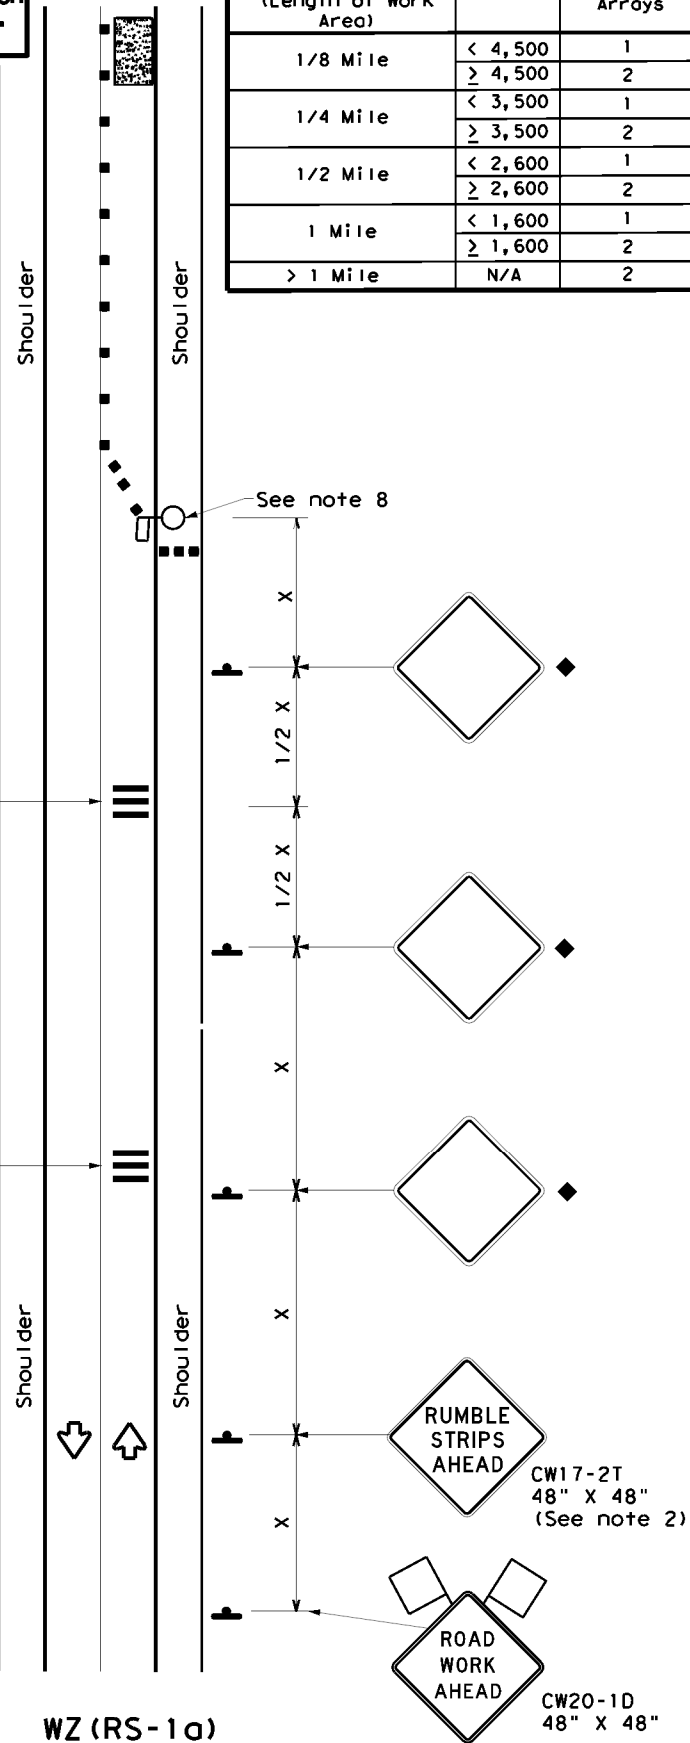 (Length of Work
Area)
Arrays
1/8 Mile
< 4,500
1
≥ 4,500
2
1/4 Mile
< 3,500
1
≥ 3,500
2
1/2 Mile
< 2,600
1
≥ 2,600
2
1 Mile
< 1,600
1
≥ 1,600
2
> 1 Mile
N/A
2
Shoulder
Shoulder
See note 8
X
1/2 X
1/2 X
X
X
Shoulder
Shoulder
RUMBLE
STRIPS
AHEAD
CW17-2T
48" X 48"
(See note 2)
X
ROAD
WORK
AHEAD
CW20-1D
48" X 48"
WZ(RS-1a)